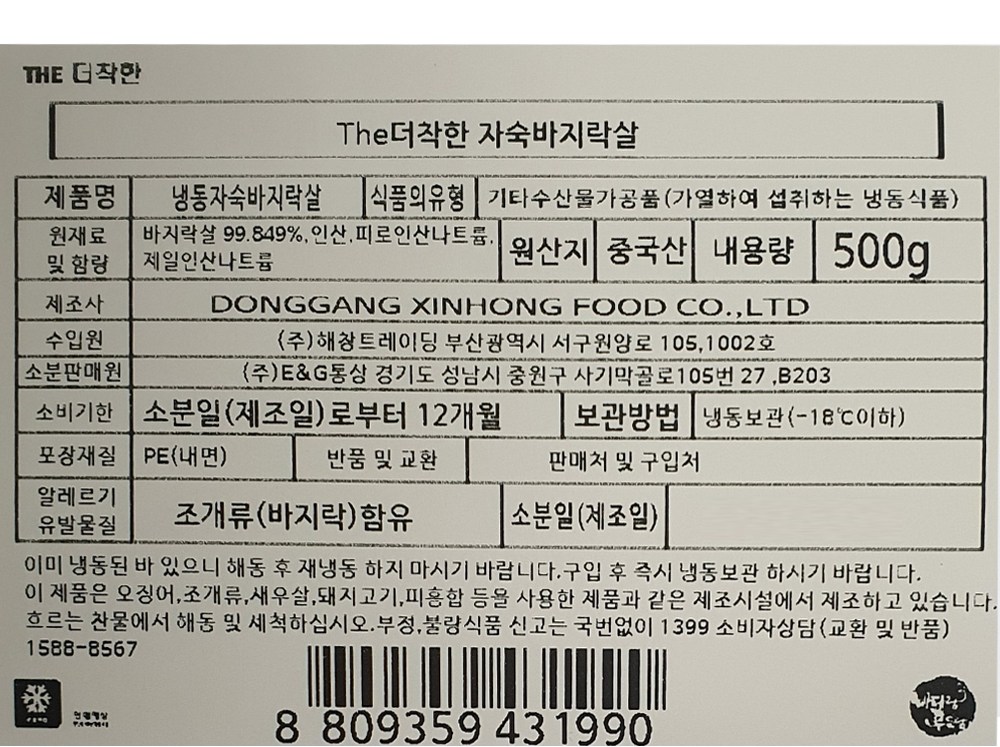 THE 더착한
The더착한 자숙바지락살
제품명 냉동자숙바지락살 식품의유형 기타수산물가공품(가열하여 섭취하는 냉동식품)
원재료 및 함량 바지락살 99.849%,인산,피로인산나트륨, 제일인산나트륨 원산지 중국산 내용량 500g
제조사 DONGGANG XINHONG FOOD CO.,LTD
수입원 (주)해창트레이딩 부산광역시 서구원양로 105,1002호
소분판매원 (주)E&G통상 경기도 성남시 중원구 사기막골로105번 27 ,B203
소비기한 소분일(제조일)로부터 12개월 보관방법 냉동보관(-18℃이하)
포장재질 PE(내면) 반품 및 교환 판매처 및 구입처
알레르기 유발물질 조개류(바지락)함유 소분일(제조일)
이미 냉동된 바 있으니 해동 후 재냉동 하지 마시기 바랍니다.구입 후 즉시 냉동보관 하시기 바랍니다.
이 제품은 오징어,조개류,새우살,돼지고기,피홍합 등을 사용한 제품과 같은 제조시설에서 제조하고 있습니다.
흐르는 찬물에서 해동 및 세척하십시오.부정,불량식품 신고는 국번없이 1399 소비자상담(교환 및 반품)
1588-8567
8 809359 431990